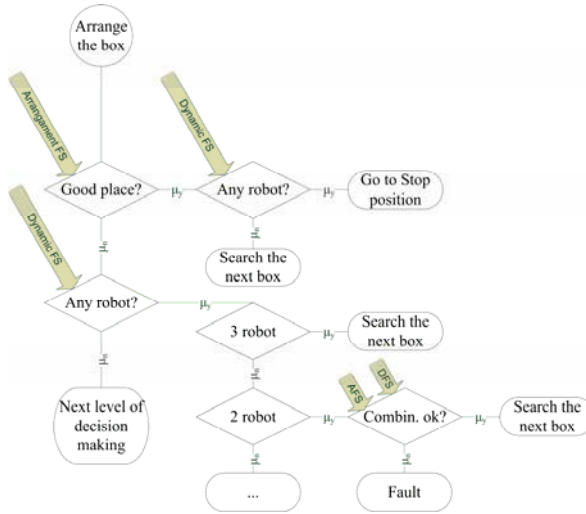 Arrange
the box
Arrangament FS
Dynamic FS
Good place?
μy
Any robot?
μy
Go to Stop
position
μn
μn
Search the
next box
Dynamic FS
Any robot?
μy
3 robot
μy
Search the
next box
μn
μn
AFS
DFS
Next level of
decision
making
2 robot
μy
Combin. ok?
μy
Search the
next box
μn
μn
...
Fault